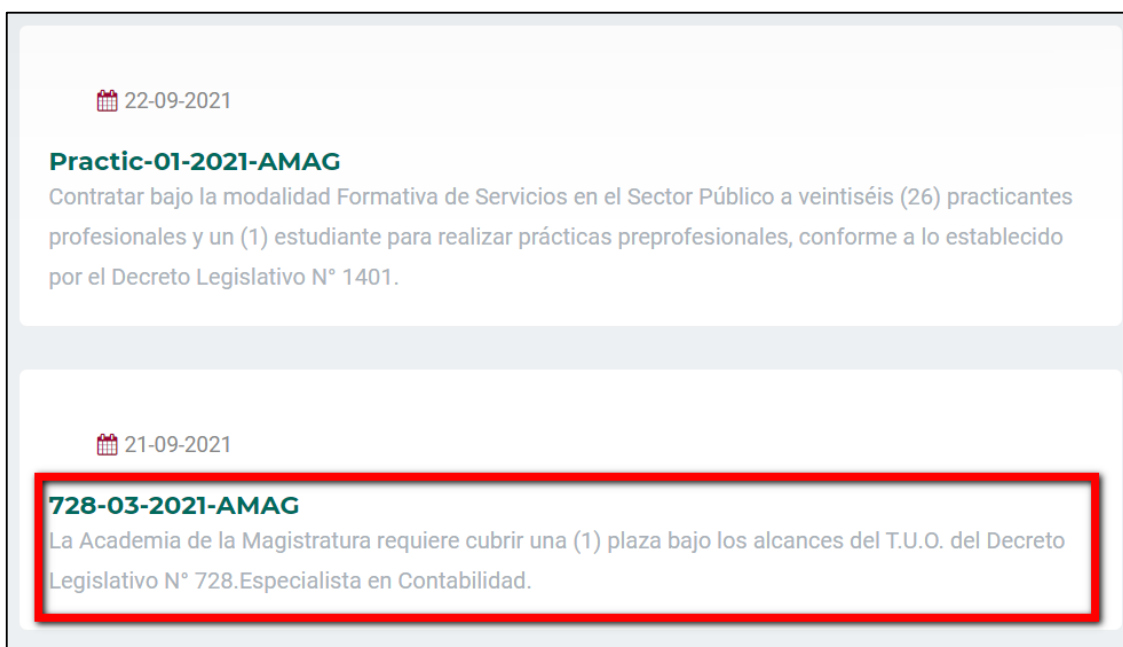 22-09-2021
Practic-01-2021-AMAG
Contratar bajo la modalidad Formativa de Servicios en el Sector Público a veintiséis (26) practicantes
profesionales y un (1) estudiante para realizar prácticas preprofesionales, conforme a lo establecido
por el Decreto Legislativo N° 1401.
21-09-2021
728-03-2021-AMAG
La Academia de la Magistratura requiere cubrir una (1) plaza bajo los alcances del T.U.O. del Decreto
Legislativo N° 728.Especialista en Contabilidad.